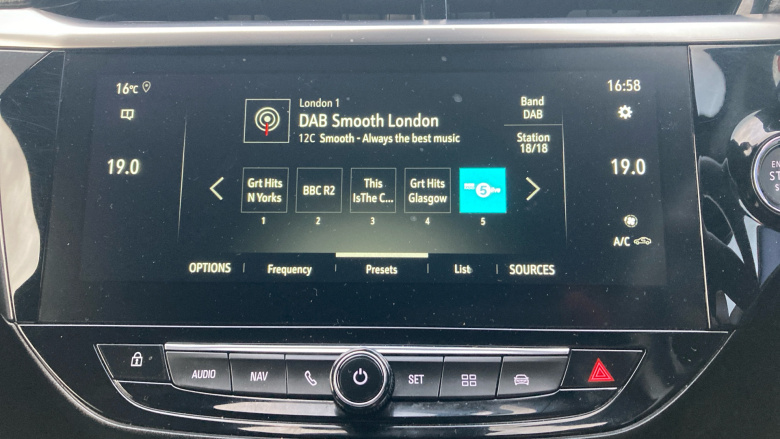 16°C
London 1
DAB Smooth London
12C Smooth - Always the best music
Band
DAB
Station
18/18
16:58
19.0
19.0
Grt Hits
N Yorks
1
BBC R2
2
This
IsThe C...
3
Grt Hits
Glasgow
4
5 live
5
A/C
OPTIONS
Frequency
Presets
List
SOURCES
AUDIO
NAV
SET